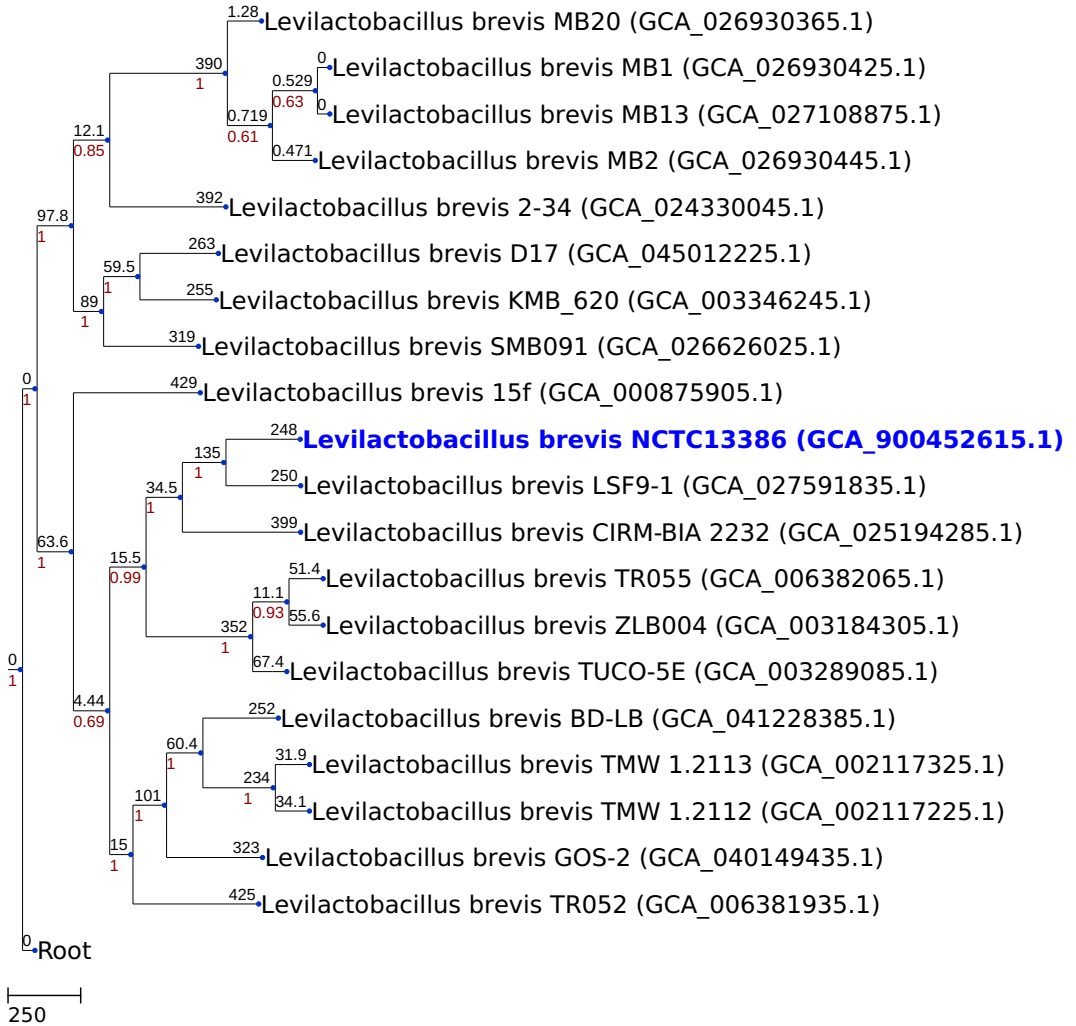 1.28 Levilactobacillus brevis MB20 (GCA_026930365.1)
390
1
0 Levilactobacillus brevis MB1 (GCA_026930425.1)
0.529
0.63
0 Levilactobacillus brevis MB13 (GCA_027108875.1)
0.719
0.61
12.1
0.85
0.471 Levilactobacillus brevis MB2 (GCA_026930445.1)
392 Levilactobacillus brevis 2-34 (GCA_024330045.1)
97.8
1
263 Levilactobacillus brevis D17 (GCA_045012225.1)
59.5
1
255 Levilactobacillus brevis KMB_620 (GCA_003346245.1)
89
1
319 Levilactobacillus brevis SMB091 (GCA_026626025.1)
0
1
429 Levilactobacillus brevis 15f (GCA_000875905.1)
248 Levilactobacillus brevis NCTC13386 (GCA_900452615.1)
135
1
250 Levilactobacillus brevis LSF9-1 (GCA_027591835.1)
34.5
1
399 Levilactobacillus brevis CIRM-BIA 2232 (GCA_025194285.1)
63.6
1
15.5
0.99
51.4 Levilactobacillus brevis TR055 (GCA_006382065.1)
11.1
0.93
55.6 Levilactobacillus brevis ZLB004 (GCA_003184305.1)
352
1
67.4 Levilactobacillus brevis TUCO-5E (GCA_003289085.1)
0
1
4.44
0.69
252 Levilactobacillus brevis BD-LB (GCA_041228385.1)
60.4
1
31.9 Levilactobacillus brevis TMW 1.2113 (GCA_002117325.1)
234
1
34.1 Levilactobacillus brevis TMW 1.2112 (GCA_002117225.1)
101
1
323 Levilactobacillus brevis GOS-2 (GCA_040149435.1)
15
1
425 Levilactobacillus brevis TR052 (GCA_006381935.1)
0 Root
250